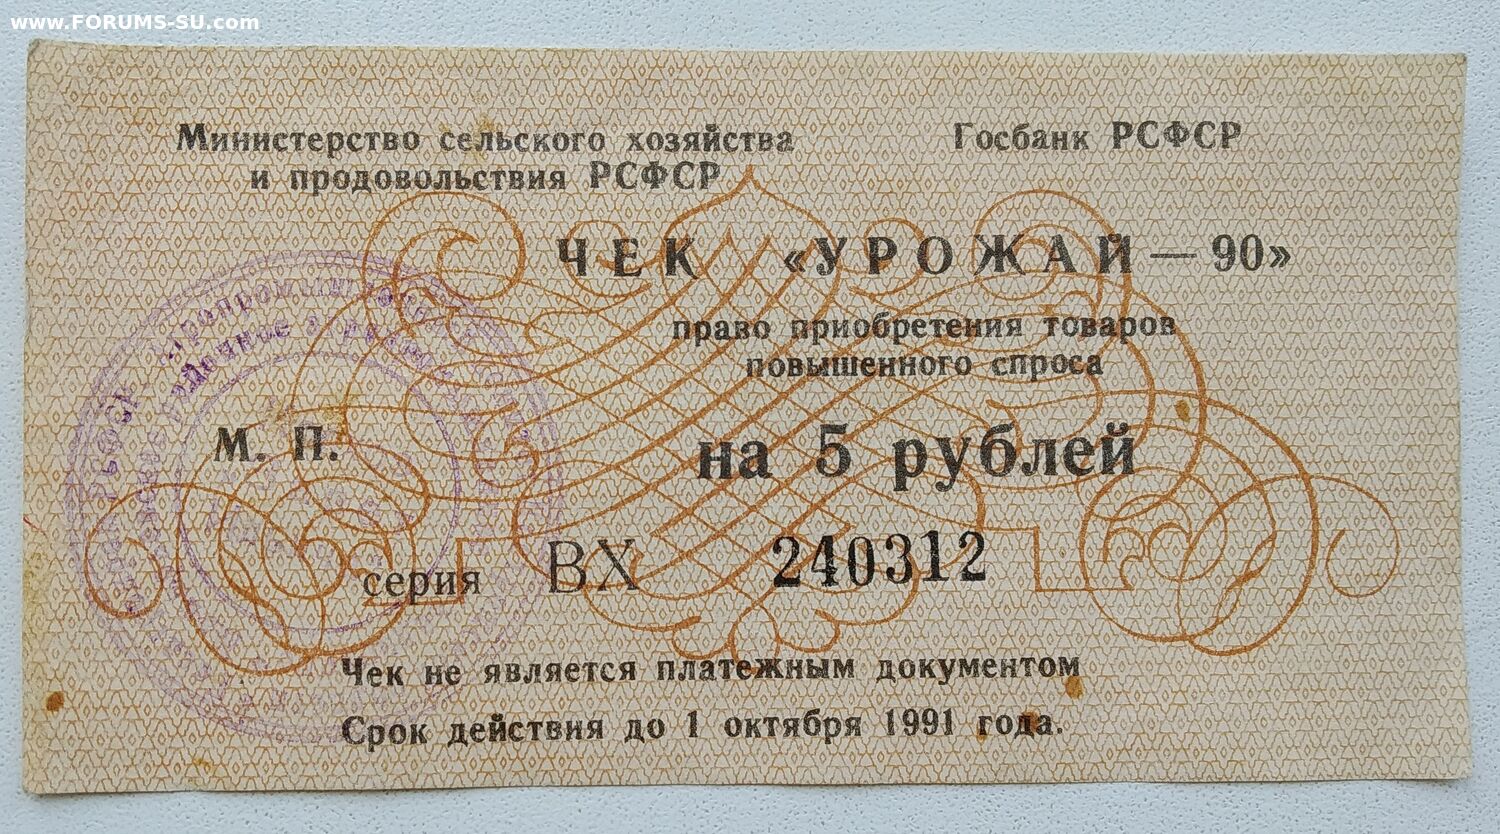 www.FORUMS-SU.com
Министерство сельского хозяйства
и продовольствия РСФСР
Госбанк РСФСР
ЧЕК «УРОЖАЙ — 90»
право приобретения товаров
повышенного спроса
М. П.
на 5 рублей
серия ВХ 240312
Чек не является платежным документом
Срок действия до 1 октября 1991 года.